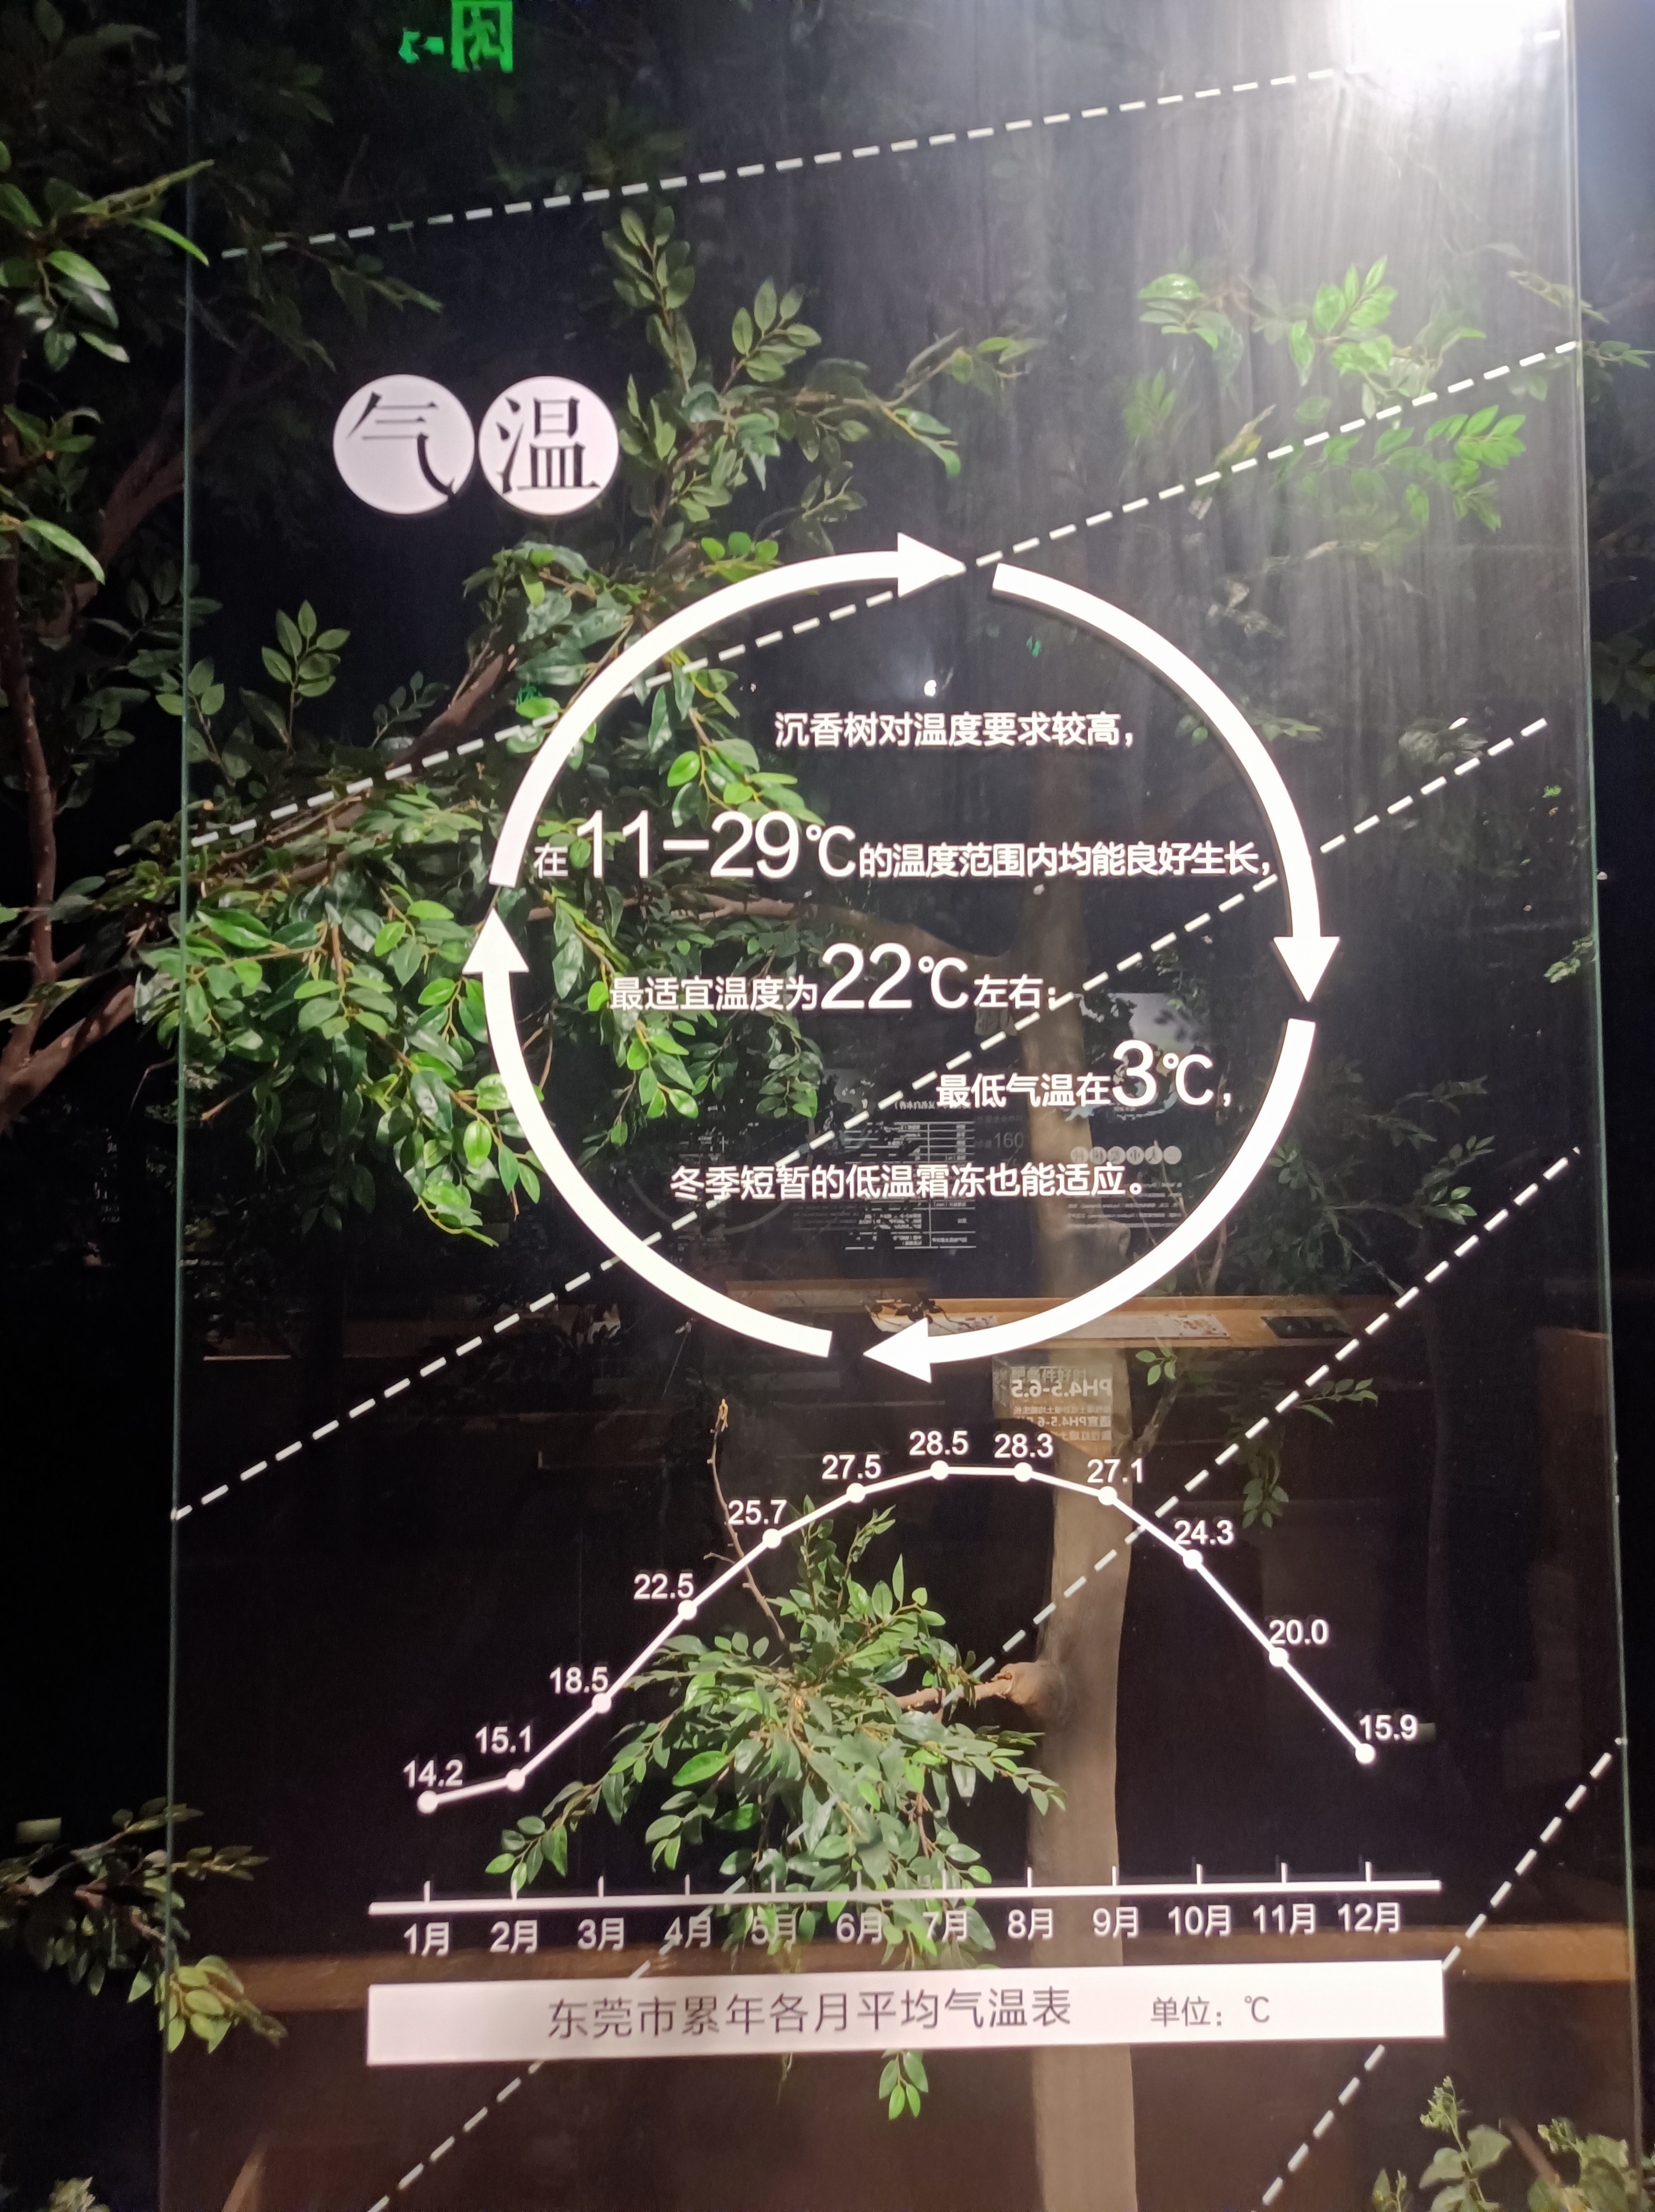 气温
沉香树对温度要求较高，
在11-29℃的温度范围内均能良好生长，
最适宜温度为22℃左右；
最低气温在3℃，
冬季短暂的低温霜冻也能适应。
14.2 15.1 18.5 22.5 25.7 27.5 28.5 28.3 27.1 24.3 20.0 15.9
1月 2月 3月 4月 5月 6月 7月 8月 9月 10月 11月 12月
东莞市累年各月平均气温表 单位：℃